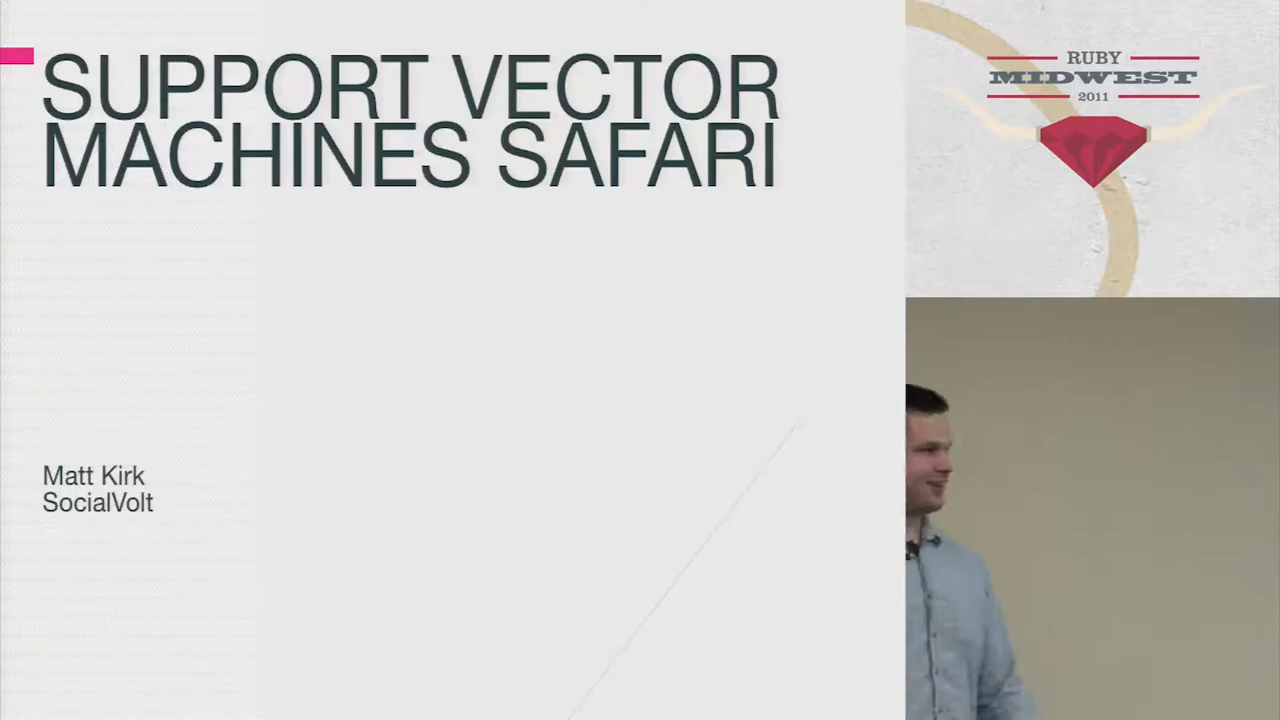 SUPPORT VECTOR
MACHINES SAFARI
Matt Kirk
SocialVolt
RUBY
MIDWEST
2011